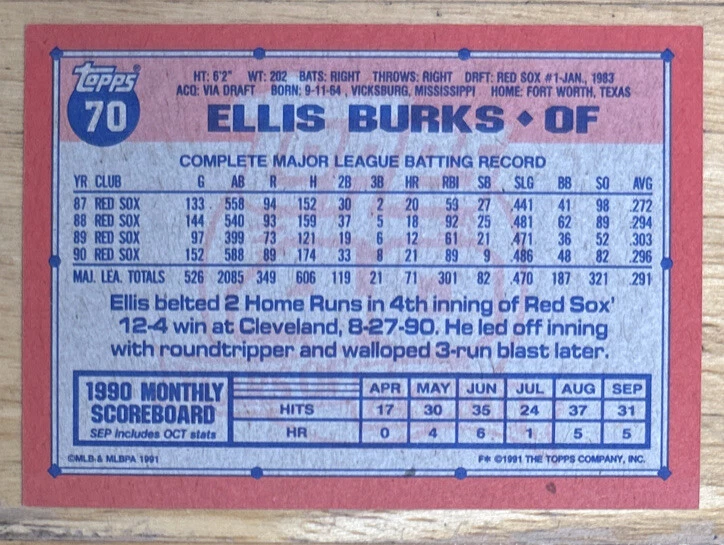 Topps®
70
HT: 6'2" WT: 202 BATS: RIGHT THROWS: RIGHT DRFT: RED SOX #1-JAN., 1983
ACQ: VIA DRAFT BORN: 9-11-64, VICKSBURG, MISSISSIPPI HOME: FORT WORTH, TEXAS
ELLIS BURKS ♦ OF
COMPLETE MAJOR LEAGUE BATTING RECORD
YR CLUB G AB R H 2B 3B HR RBI SB SLG BB SO AVG
87 RED SOX 133 558 94 152 30 2 20 59 27 .441 41 98 .272
88 RED SOX 144 540 93 159 37 5 18 92 25 .481 62 89 .294
89 RED SOX 97 399 73 121 19 6 12 61 21 .471 36 52 .303
90 RED SOX 152 588 89 174 33 8 21 89 9 .486 48 82 .296
MAJ. LEA. TOTALS 526 2085 349 606 119 21 71 301 82 .470 187 321 .291
Ellis belted 2 Home Runs in 4th inning of Red Sox'
12-4 win at Cleveland, 8-27-90. He led off inning
with roundtripper and walloped 3-run blast later.
1990 MONTHLY
SCOREBOARD
SEP includes OCT stats
APR MAY JUN JUL AUG SEP
HITS 17 30 35 24 37 31
HR 0 4 6 1 5 5
©MLB & MLBPA 1991
F* ©1991 THE TOPPS COMPANY, INC.